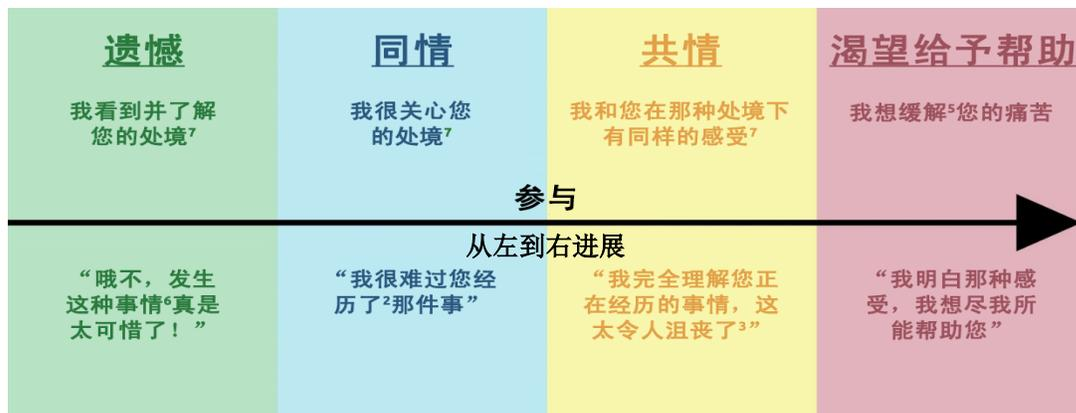 遗憾
我看到并了解
您的处境⁷
同情
我很关心您
的处境⁷
共情
我和您在那种处境下
有同样的感受⁷
渴望给予帮助
我想缓解⁵您的痛苦
参与
从左到右进展
“哦不，发生
这种事情⁶真是
太可惜了！”
“我很难过您经
历了²那件事”
“我完全理解您正
在经历的事情，这
太令人沮丧了³”
“我明白那种感
受，我想尽我所
能帮助您”